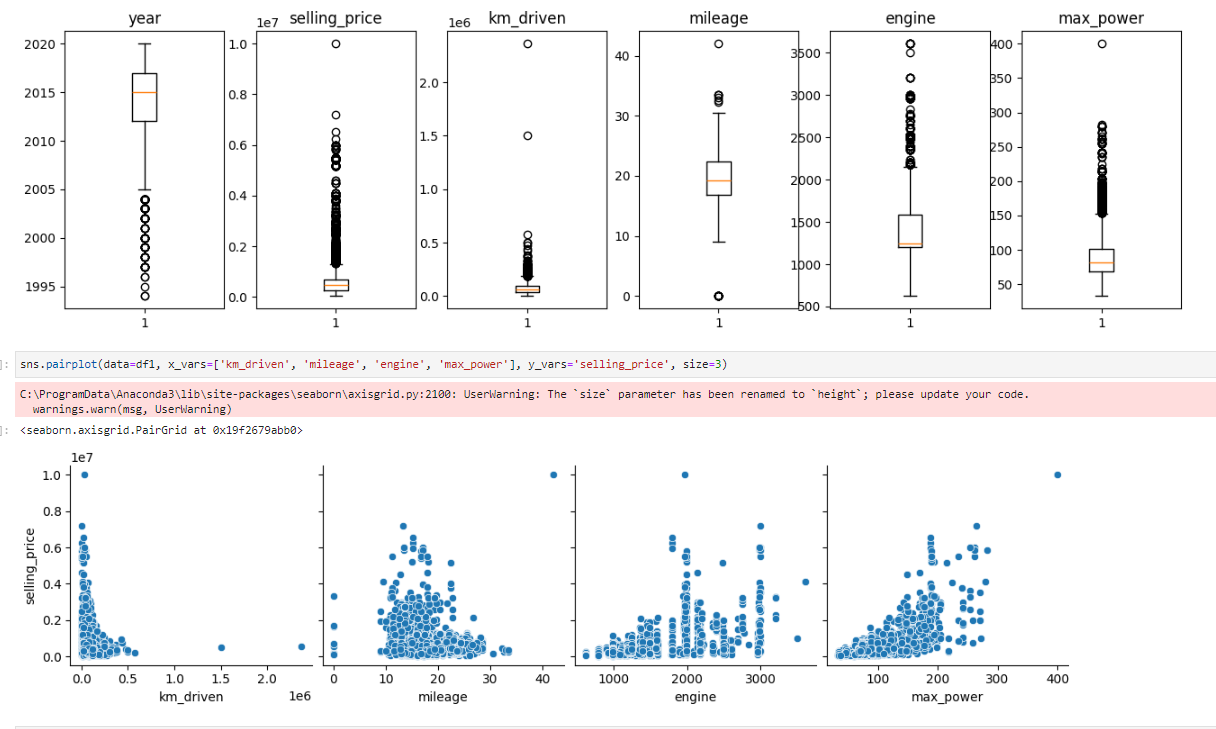 year
selling_price
km_driven
mileage
engine
max_power
1e7
1e6
2020
2015
2010
2005
2000
1995
1
1.0
0.8
0.6
0.4
0.2
0.0
1
2.0
1.5
1.0
0.5
0.0
1
40
30
20
10
0
1
3500
3000
2500
2000
1500
1000
500
1
400
350
300
250
200
150
100
50
1
]: sns.pairplot(data=df1, x_vars=['km_driven', 'mileage', 'engine', 'max_power'], y_vars='selling_price', size=3)
C:\ProgramData\Anaconda3\lib\site-packages\seaborn\axisgrid.py:2100: UserWarning: The `size` parameter has been renamed to `height`; please update your code.
warnings.warn(msg, UserWarning)
]: <seaborn.axisgrid.PairGrid at 0x19f2679abb0>
1e7
1.0
0.8
0.6
0.4
0.2
0.0
selling_price
0.0 0.5 1.0 1.5 2.0
km_driven
1e6
0 10 20 30 40
mileage
1000 2000 3000
engine
100 200 300 400
max_power